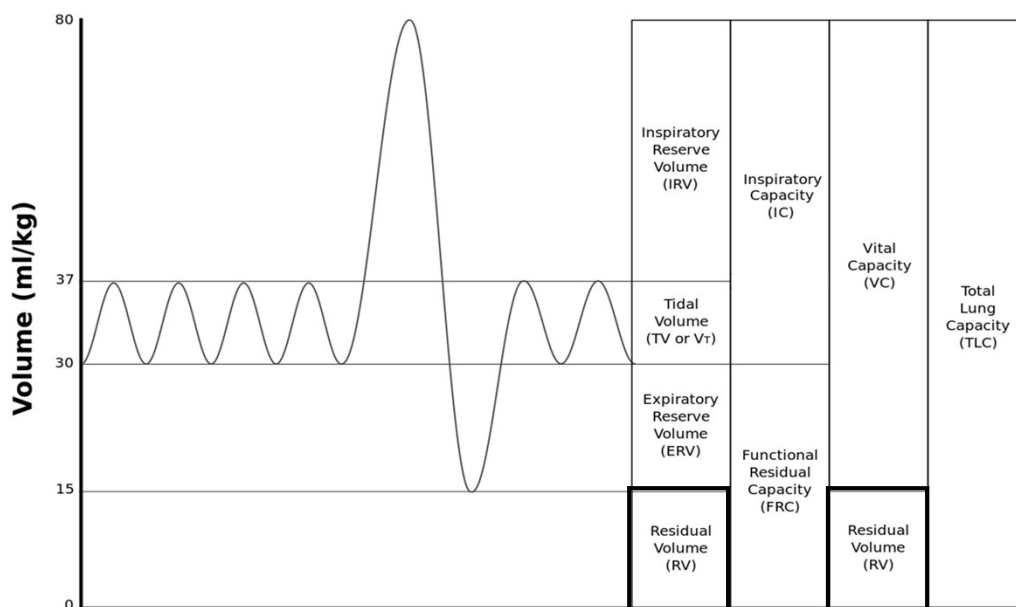 Volume (ml/kg)
80
37
30
15
0
Inspiratory
Reserve
Volume
(IRV)
Tidal
Volume
(TV or VT)
Expiratory
Reserve
Volume
(ERV)
Residual
Volume
(RV)
Inspiratory
Capacity
(IC)
Functional
Residual
Capacity
(FRC)
Vital
Capacity
(VC)
Residual
Volume
(RV)
Total
Lung
Capacity
(TLC)